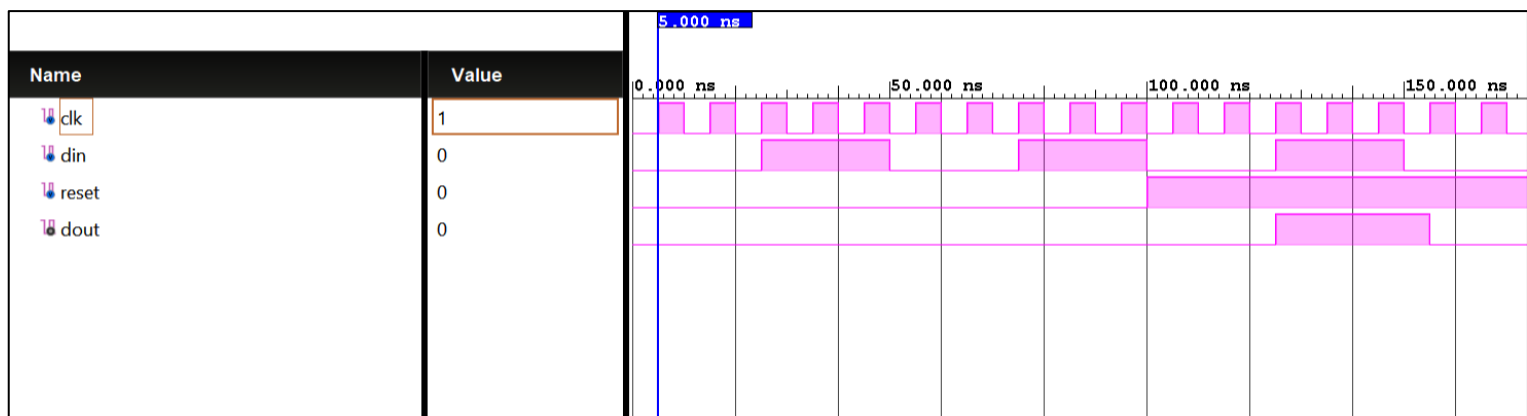 5.000 ns
Name Value
0.000 ns 50.000 ns 100.000 ns 150.000 ns
clk 1
din 0
reset 0
dout 0